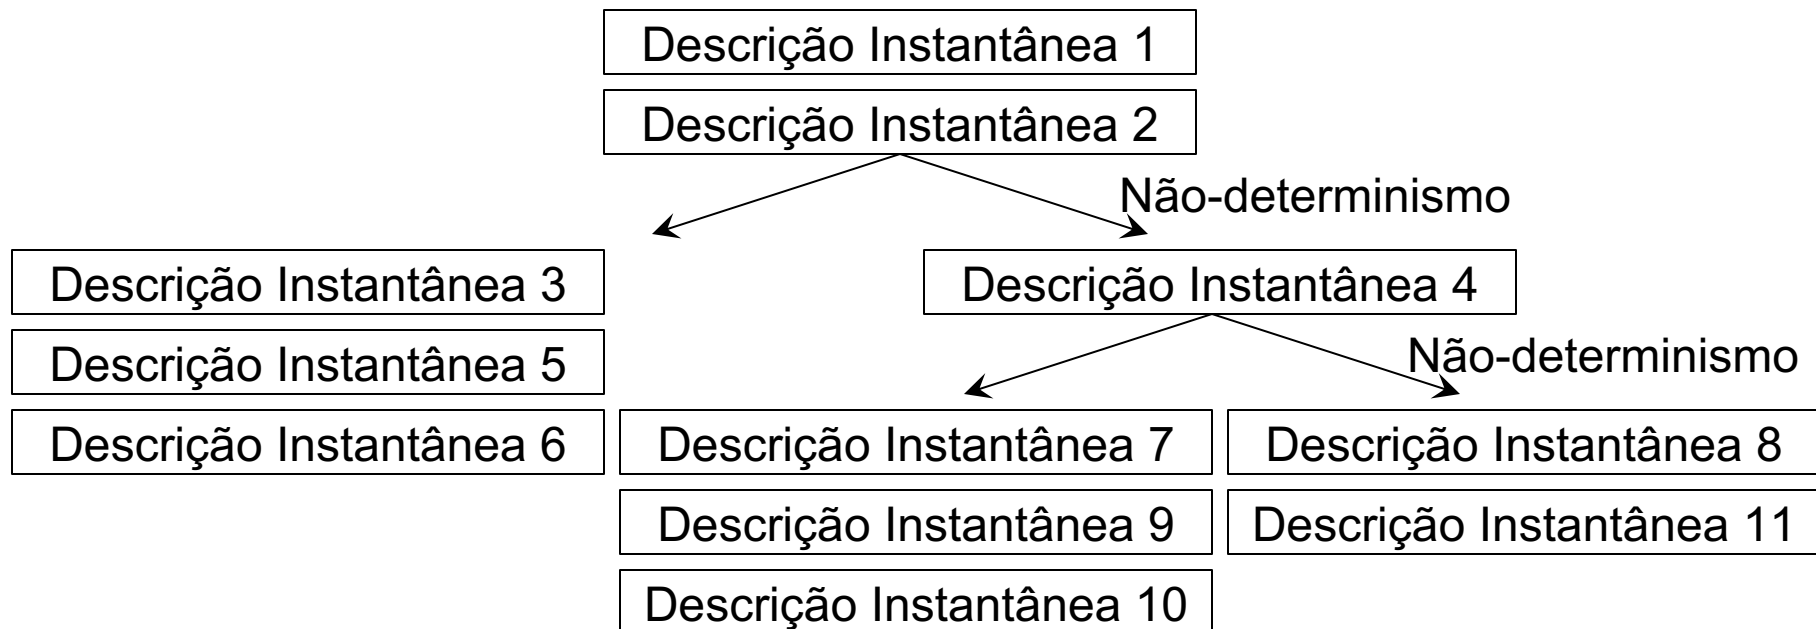 Descrição Instantânea 1
Descrição Instantânea 2
Não-determinismo
Descrição Instantânea 3
Descrição Instantânea 4
Descrição Instantânea 5
Não-determinismo
Descrição Instantânea 6
Descrição Instantânea 7
Descrição Instantânea 8
Descrição Instantânea 9
Descrição Instantânea 11
Descrição Instantânea 10